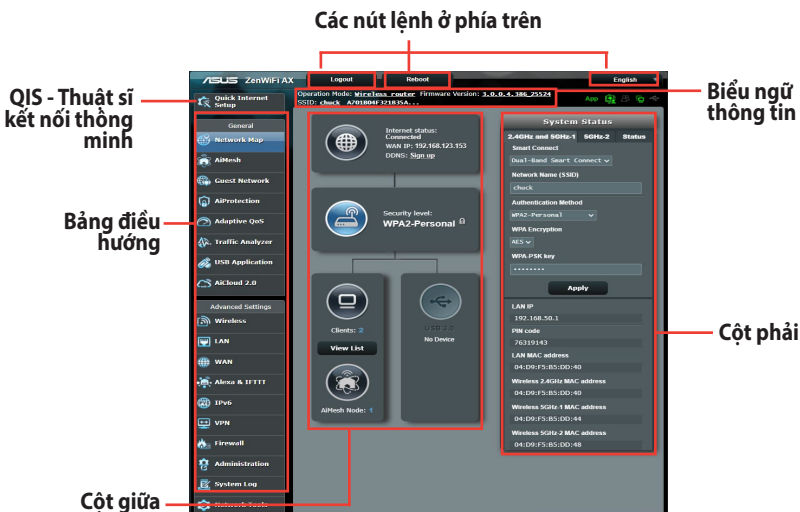 Các nút lệnh ở phía trên
QIS - Thuật sĩ
kết nối thông
minh
Bảng điều
hướng
Cột giữa
Biểu ngữ
thông tin
Cột phải
ASUS ZenWiFi AX
Logout
Reboot
English
Operation Mode: Wireless router Firmware Version: 3.0.0.4.386_25524
SSID: chuck A701B04F321835A...
App
Quick Internet
Setup
General
Network Map
AiMesh
Guest Network
AiProtection
Adaptive QoS
Traffic Analyzer
USB Application
AiCloud 2.0
Advanced Settings
Wireless
LAN
WAN
Alexa & IFTTT
IPv6
VPN
Firewall
Administration
System Log
Network Tools
Internet status:
Connected
WAN IP: 192.168.123.153
DDNS: Sign up
Security level:
WPA2-Personal
Clients: 2
View List
AiMesh Node: 1
USB 3.0
No Device
System Status
2.4GHz and 5GHz-1 5GHz-2 Status
Smart Connect
Dual-Band Smart Connect
Network Name (SSID)
chuck
Authentication Method
WPA2-Personal
WPA Encryption
AES
WPA-PSK key
••••••••
Apply
LAN IP
192.168.50.1
PIN code
76319143
LAN MAC address
04:D9:F5:B5:DD:40
Wireless 2.4GHz MAC address
04:D9:F5:B5:DD:40
Wireless 5GHz-1 MAC address
04:D9:F5:B5:DD:44
Wireless 5GHz-2 MAC address
04:D9:F5:B5:DD:48